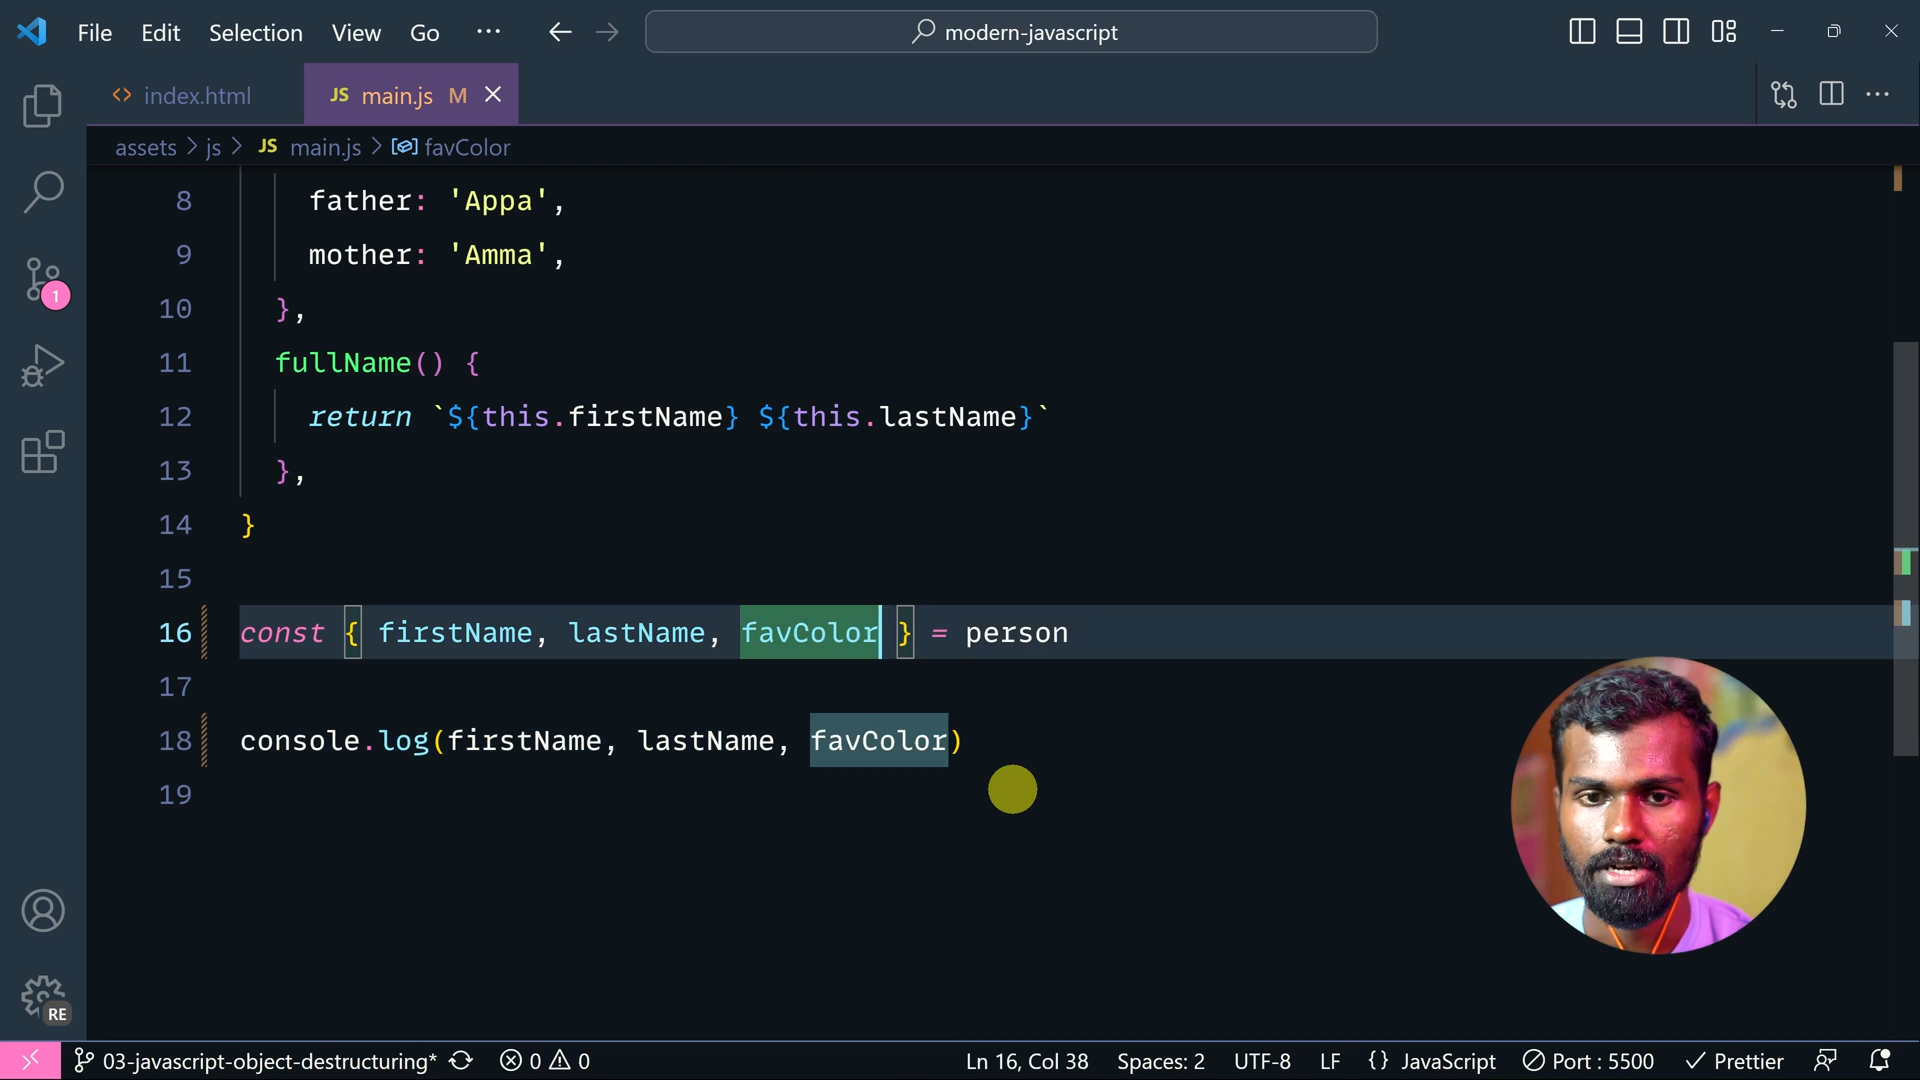 File Edit Selection View Go ··· modern-javascript
index.html JS main.js M
assets > js > JS main.js > favColor
8 father: 'Appa',
9 mother: 'Amma',
10 },
11 fullName() {
12 return `${this.firstName} ${this.lastName}`
13 },
14 }
15
16 const { firstName, lastName, favColor } = person
17
18 console.log(firstName, lastName, favColor)
19
1
RE
03-javascript-object-destructuring* 0 0 Ln 16, Col 38 Spaces: 2 UTF-8 LF {} JavaScript Port : 5500 Prettier